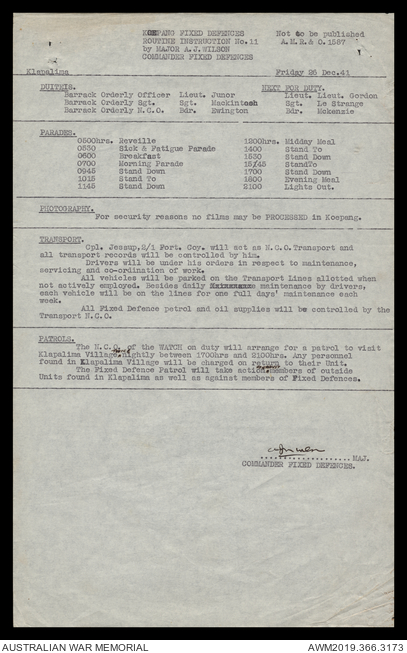 KOEPANG FIXED DEFENCES Not to be published
ROUTINE INSTRUCTION No.11 A.M.R.& O.1587
by MAJOR A.J.WILSON
COMMANDER FIXED DEFENCES
Klapalima Friday 26 Dec.41
DUITRIS. NEXT FOR DUTY.
Barrack Orderly Officer Lieut. Junor Lieut. Lieut. Gordon
Barrack Orderly Sgt. Sgt. Mackintosh Sgt. Le Strange
Barrack Orderly N.C.O. Bdr. Ewington Bdr. Mckenzie
PARADES.
0500hrs. Reveille 1200hrs. Midday Meal
0530 Sick & Fatigue Parade 1400 Stand To
0600 Breakfast 1530 Stand Down
0700 Morning Parade 15/45 StandTo
0945 Stand Down 1700 Stand Down
1015 Stand To 1800 Evening Meal
1145 Stand Down 2100 Lights Out.
PHOTOGRAPHY.
For security reasons no films may be PROCESSED in Koepang.
TRANSPORT.
Cpl. Jessup,2/1 Fort. Coy. will act as N.C.O Transport and
all transport records will be controlled by him.
Drivers will be under his orders in respect to maintenance,
servicing and co-ordination of work.
All vehicles will be parked on the Transport Lines allotted when
not actively employed. Becides daily maintenance by drivers,
each vehicle will be on the lines for one full days' maintenance each
week.
All Fixed Defence petrol and oil supplies will be controlled by the
Transport N.C.O.
PATROLS.
The N.C.O. of the WATCH on duty will arrange for a patrol to visit
Klapalima Village nightly between 1700hrs and 2100hrs. Any personnel
found in Klapalima Village will be charged on return to their Unit.
The Fixed Defence Patrol will take action members of outside
Units found in Klapalima as well as against members of Fixed Defences.
MAJ.
COMMANDER FIXED DEFENCES.
AUSTRALIAN WAR MEMORIAL AWM2019.366.3173